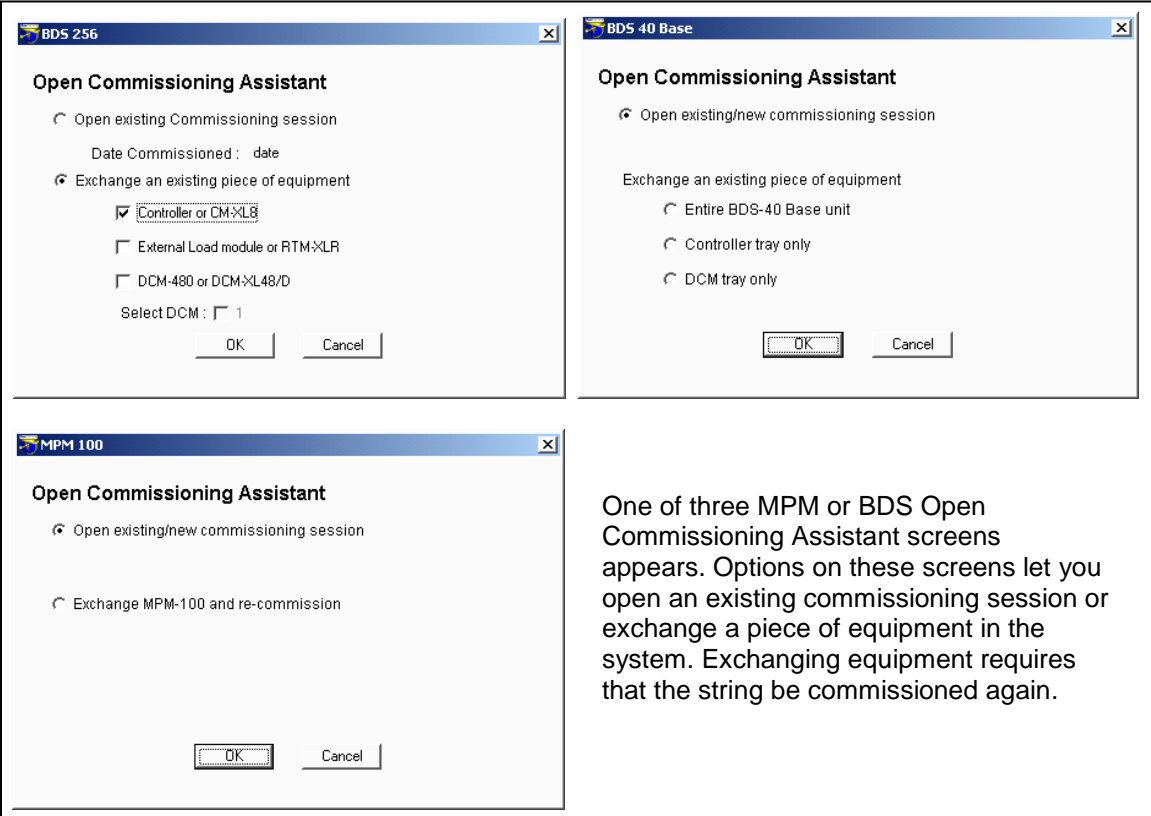 BDS 256
Open Commissioning Assistant
Open existing Commissioning session
Date Commissioned : date
Exchange an existing piece of equipment
Controller or CM-XL8
External Load module or RTM-XLR
DCM-480 or DCM-XL48/D
Select DCM : 1
OK Cancel
BDS 40 Base
Open Commissioning Assistant
Open existing/new commissioning session
Exchange an existing piece of equipment
Entire BDS-40 Base unit
Controller tray only
DCM tray only
OK Cancel
MPM 100
Open Commissioning Assistant
Open existing/new commissioning session
Exchange MPM-100 and re-commission
OK Cancel
One of three MPM or BDS Open
Commissioning Assistant screens
appears. Options on these screens let you
open an existing commissioning session or
exchange a piece of equipment in the
system. Exchanging equipment requires
that the string be commissioned again.